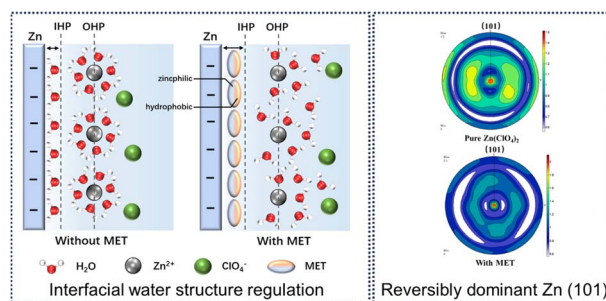 Zn IHP OHP
zincphilic
hydrophobic
Without MET
Zn IHP OHP
With MET
H₂O Zn²⁺ ClO₄⁻ MET
Interfacial water structure regulation
(101)
Pure Zn(ClO₄)₂
(101)
With MET
Reversibly dominant Zn (101)